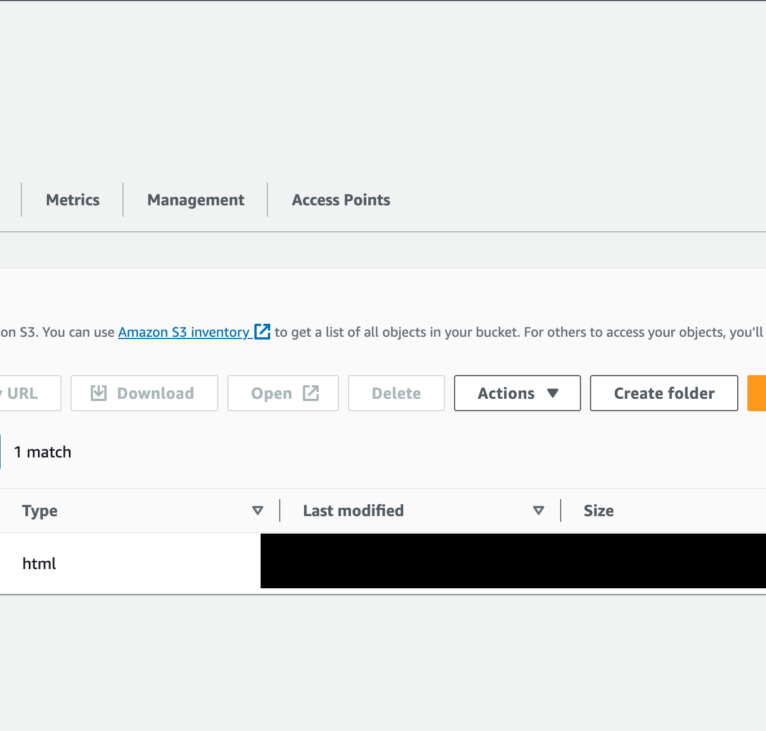 Metrics Management Access Points
on S3. You can use Amazon S3 inventory to get a list of all objects in your bucket. For others to access your objects, you'll
URL Download Open Delete Actions Create folder
1 match
Type Last modified Size
html